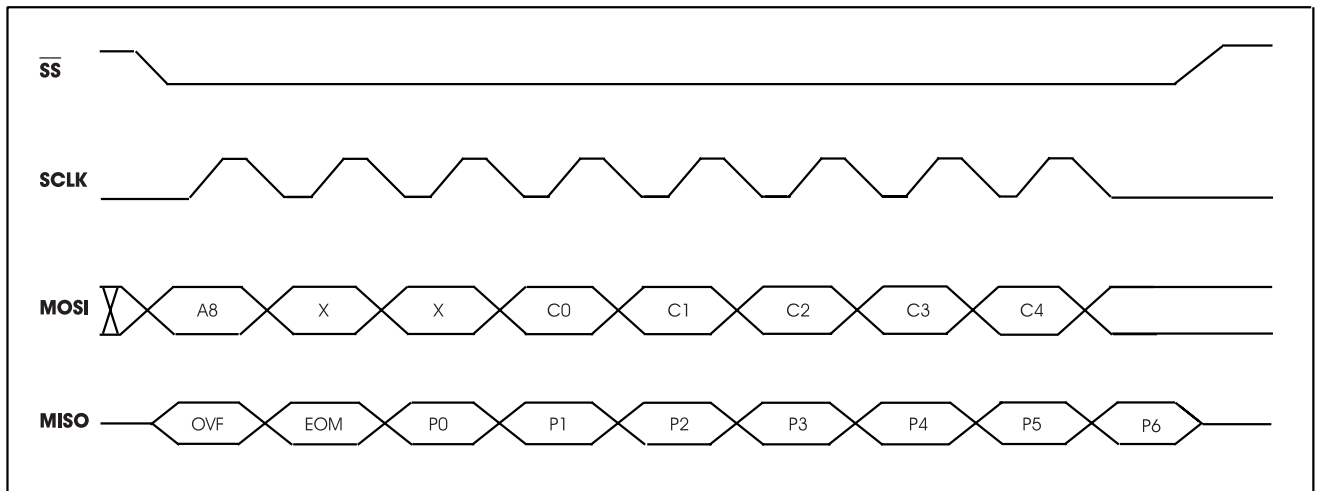 SS
SCLK
MOSI A8 X X C0 C1 C2 C3 C4
MISO OVF EOM P0 P1 P2 P3 P4 P5 P6